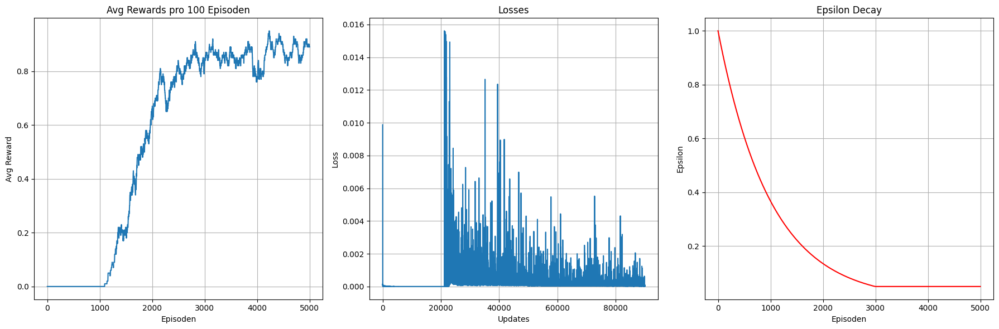 Avg Rewards pro 100 Episoden
Avg Reward
0.8
0.6
0.4
0.2
0.0
0 1000 2000 3000 4000 5000
Episoden
Losses
Loss
0.016
0.014
0.012
0.010
0.008
0.006
0.004
0.002
0.000
0 20000 40000 60000 80000
Updates
Epsilon Decay
Epsilon
1.0
0.8
0.6
0.4
0.2
0 1000 2000 3000 4000 5000
Episoden